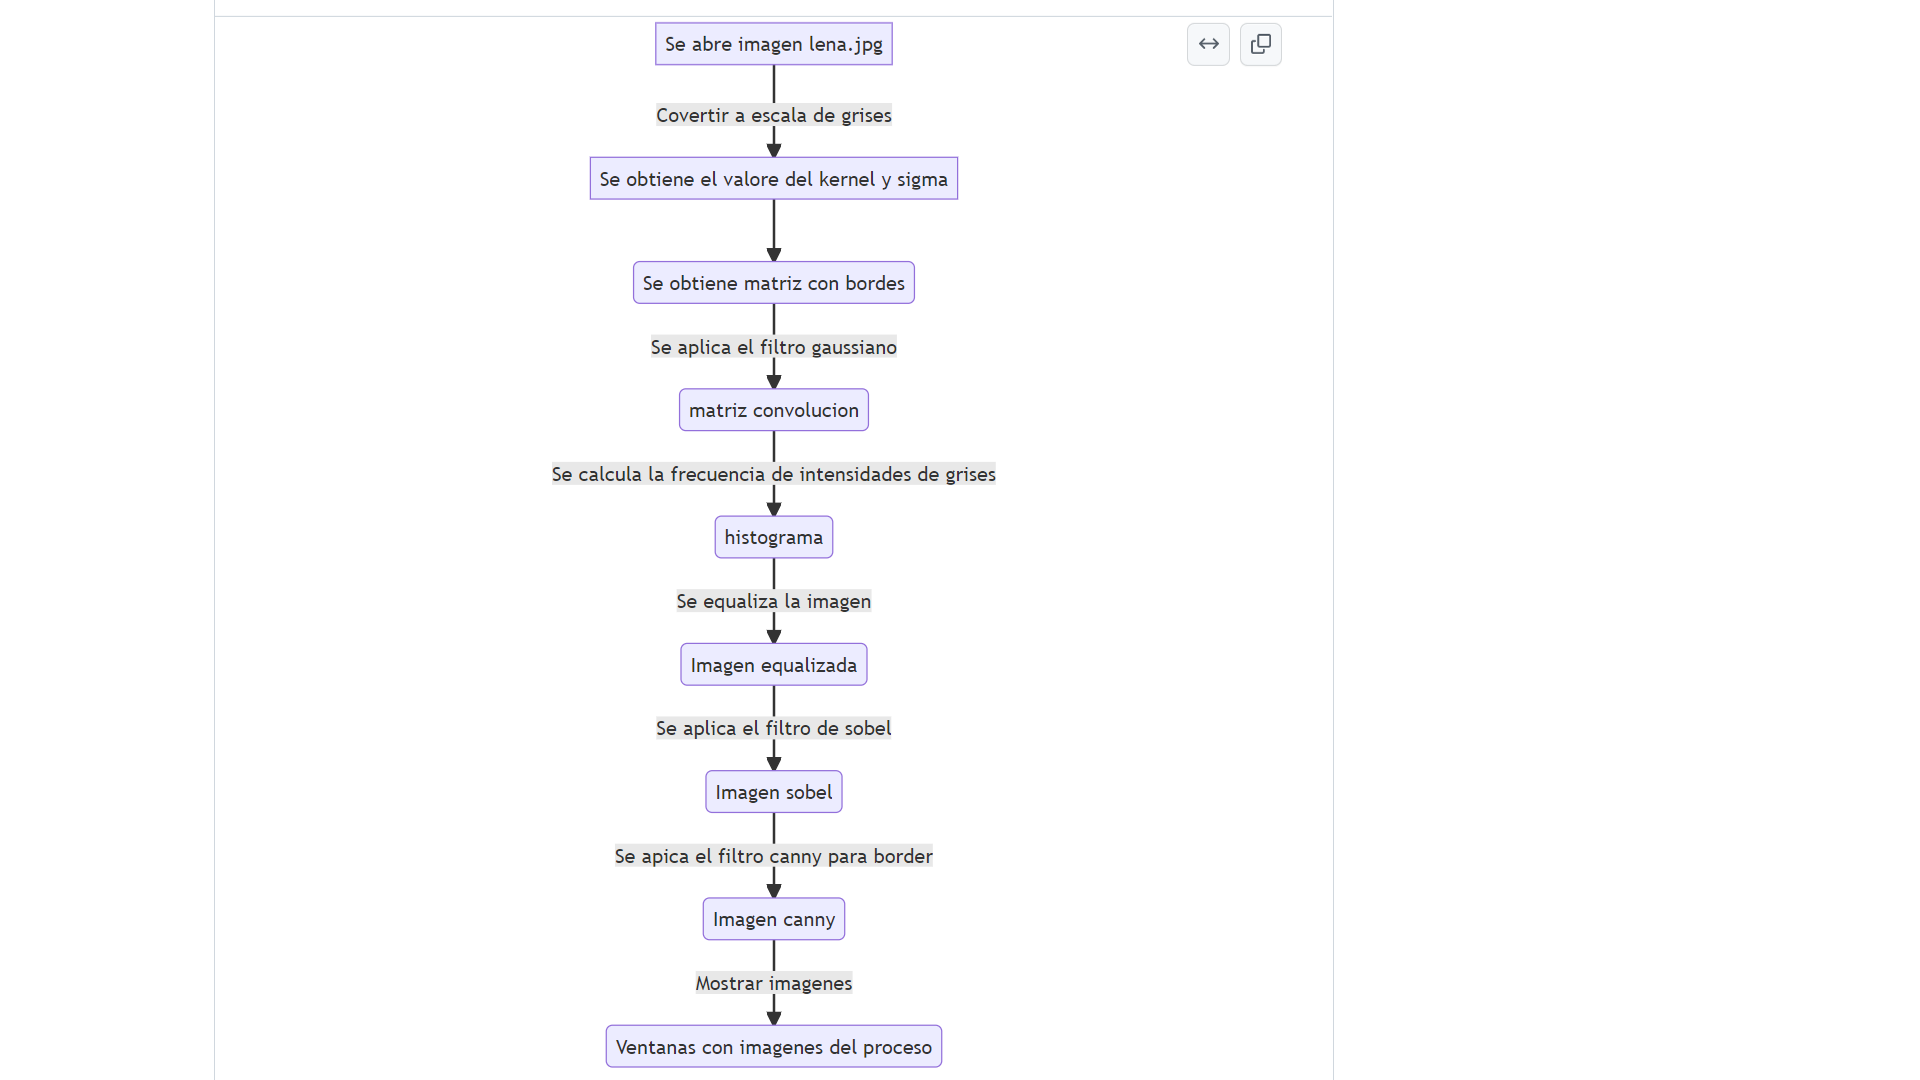 Se abre imagen lena.jpg
Covertir a escala de grises
Se obtiene el valore del kernel y sigma
Se obtiene matriz con bordes
Se aplica el filtro gaussiano
matriz convolucion
Se calcula la frecuencia de intensidades de grises
histograma
Se equaliza la imagen
Imagen equalizada
Se aplica el filtro de sobel
Imagen sobel
Se apica el filtro canny para border
Imagen canny
Mostrar imagenes
Ventanas con imagenes del proceso